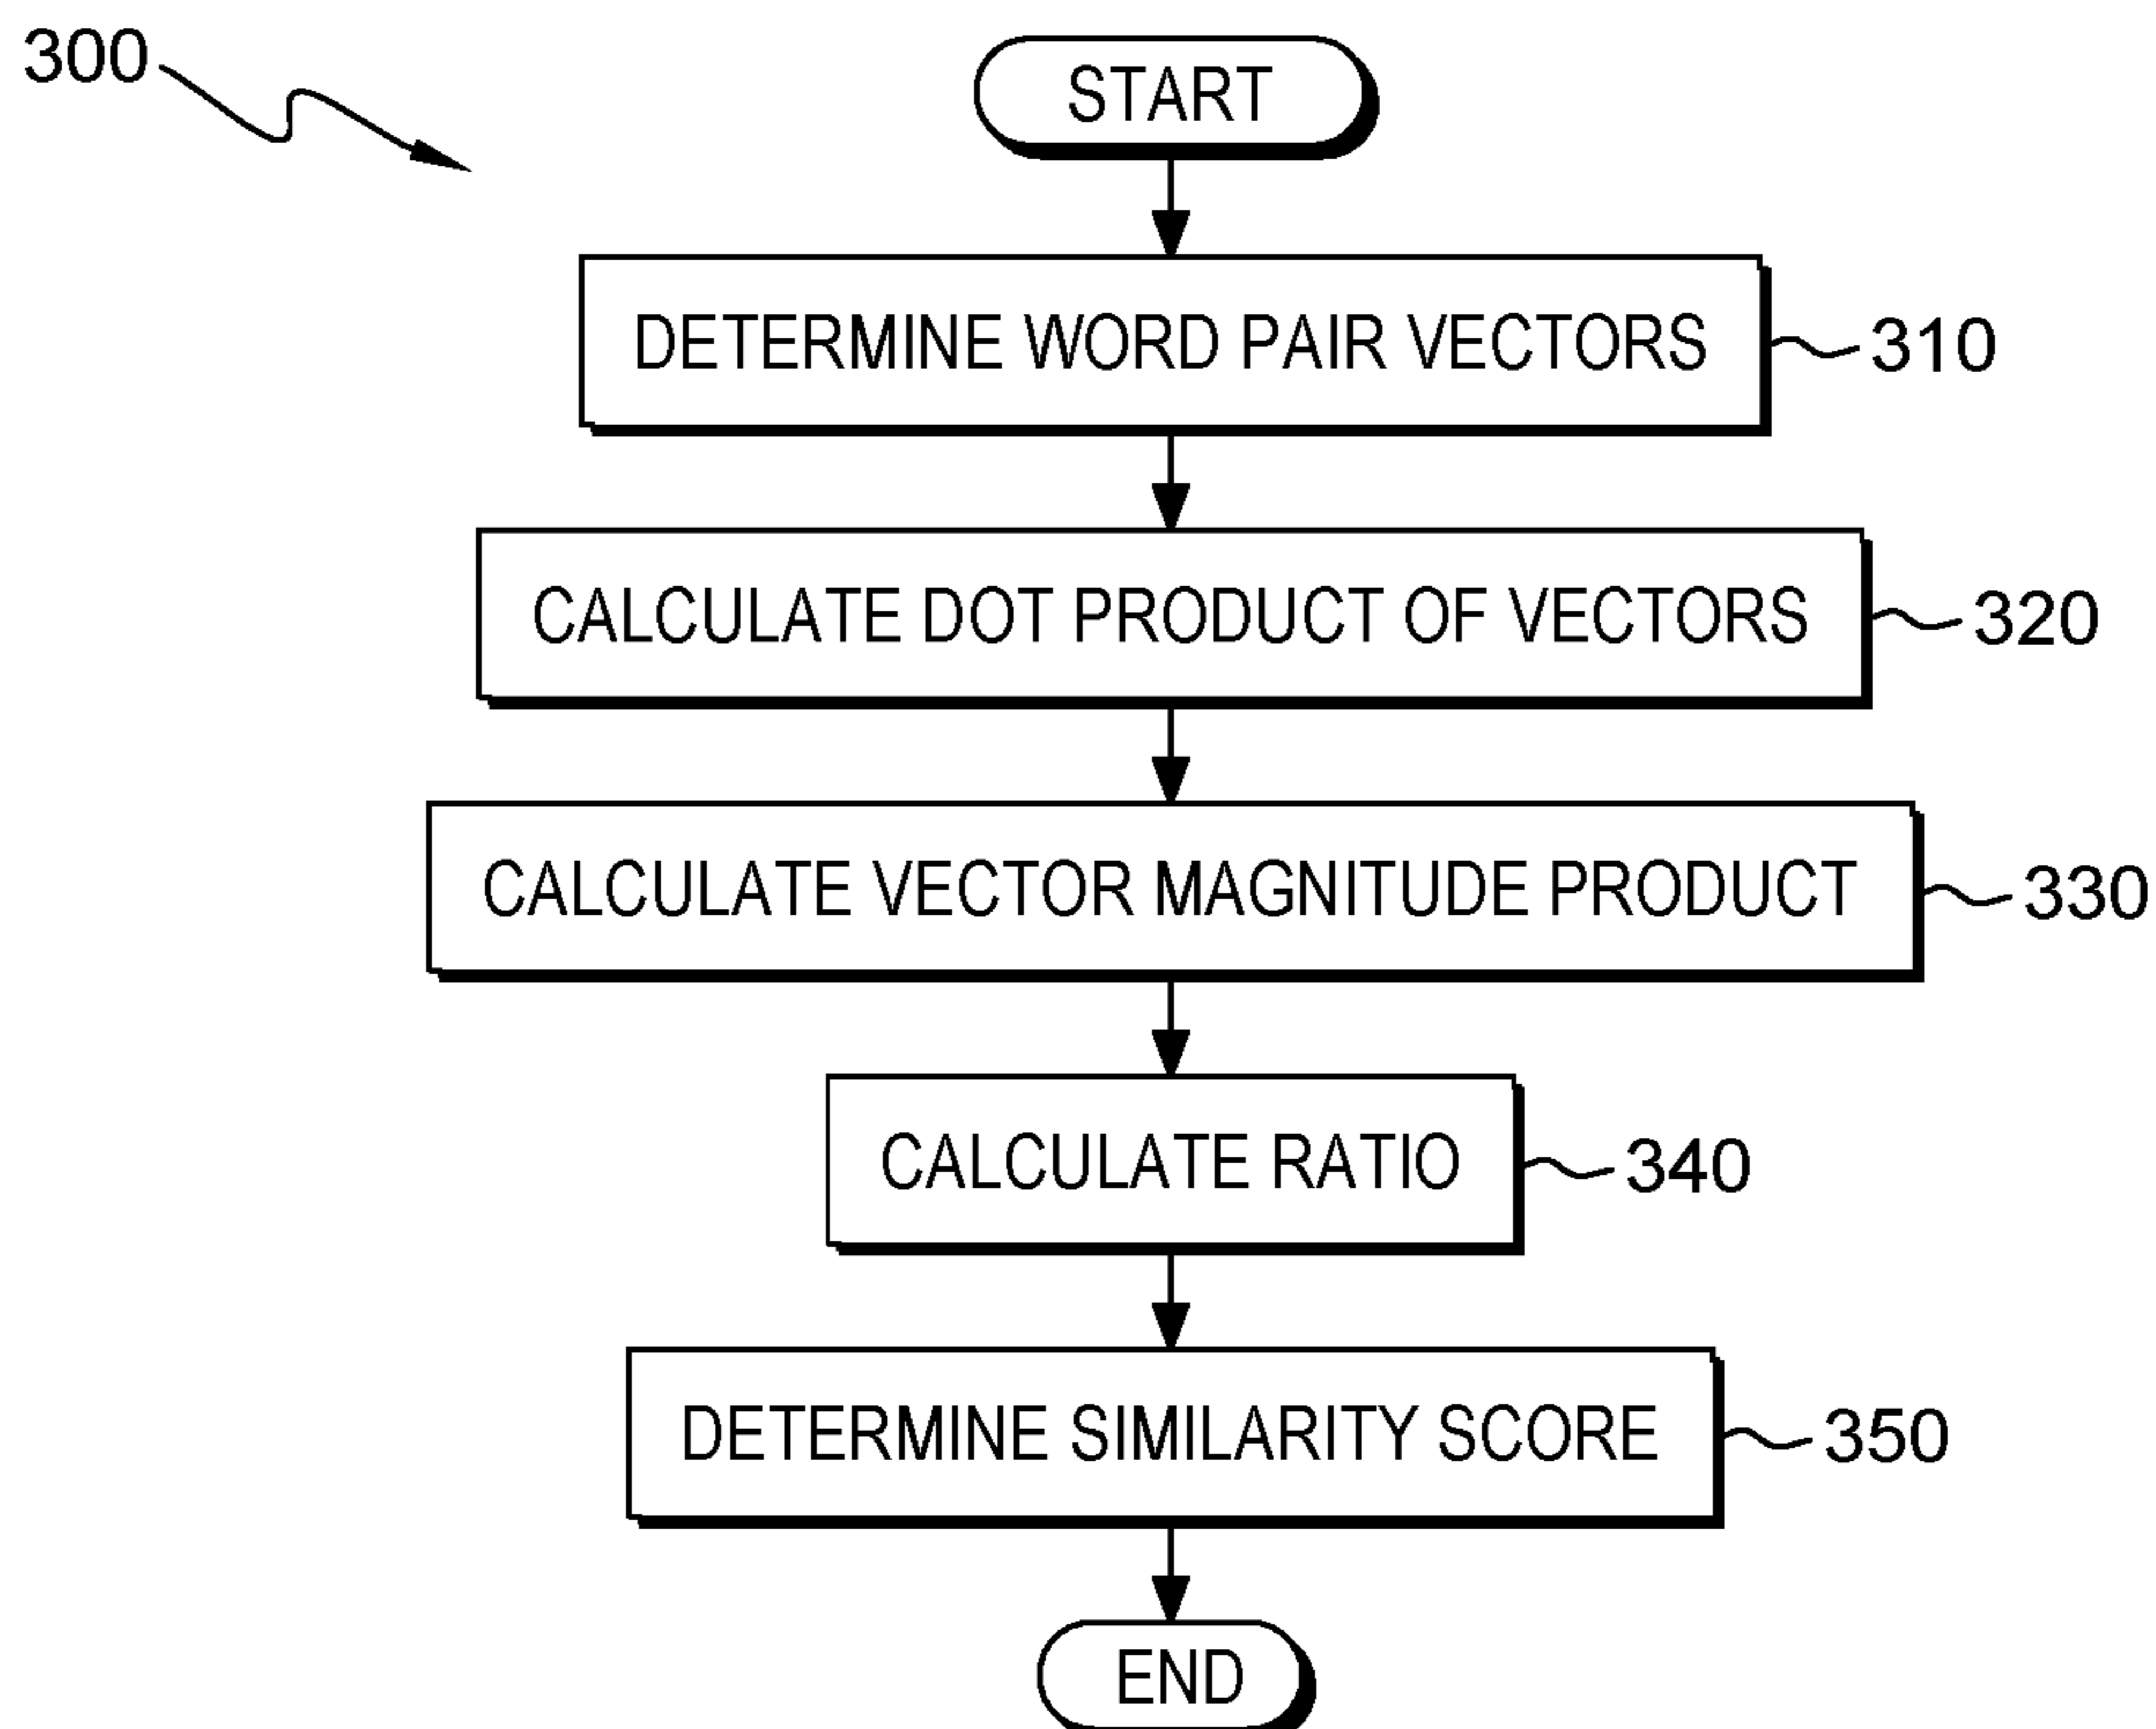 300
START
DETERMINE WORD PAIR VECTORS
310
CALCULATE DOT PRODUCT OF VECTORS
320
CALCULATE VECTOR MAGNITUDE PRODUCT
330
CALCULATE RATIO
340
DETERMINE SIMILARITY SCORE
350
END